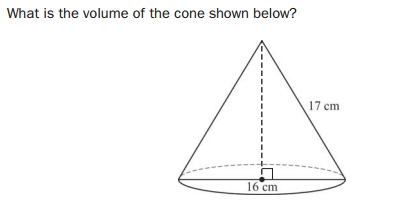 What is the volume of the cone shown below?
17 cm
16 cm